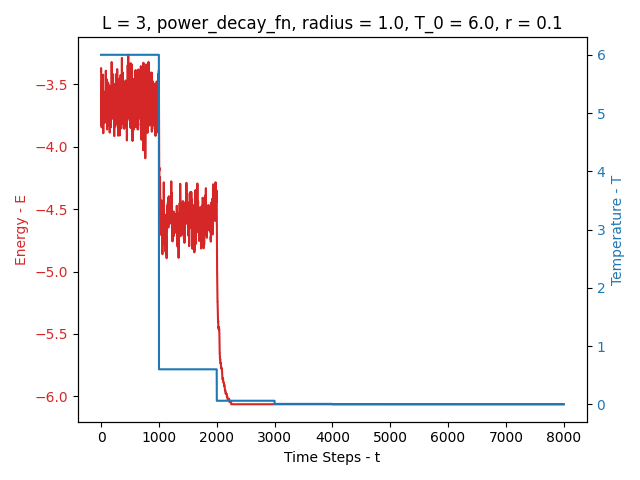 L = 3, power_decay_fn, radius = 1.0, T_0 = 6.0, r = 0.1
Energy - E
−3.5
−4.0
−4.5
−5.0
−5.5
−6.0
6
5
4
3
2
1
0
Temperature - T
0 1000 2000 3000 4000 5000 6000 7000 8000
Time Steps - t